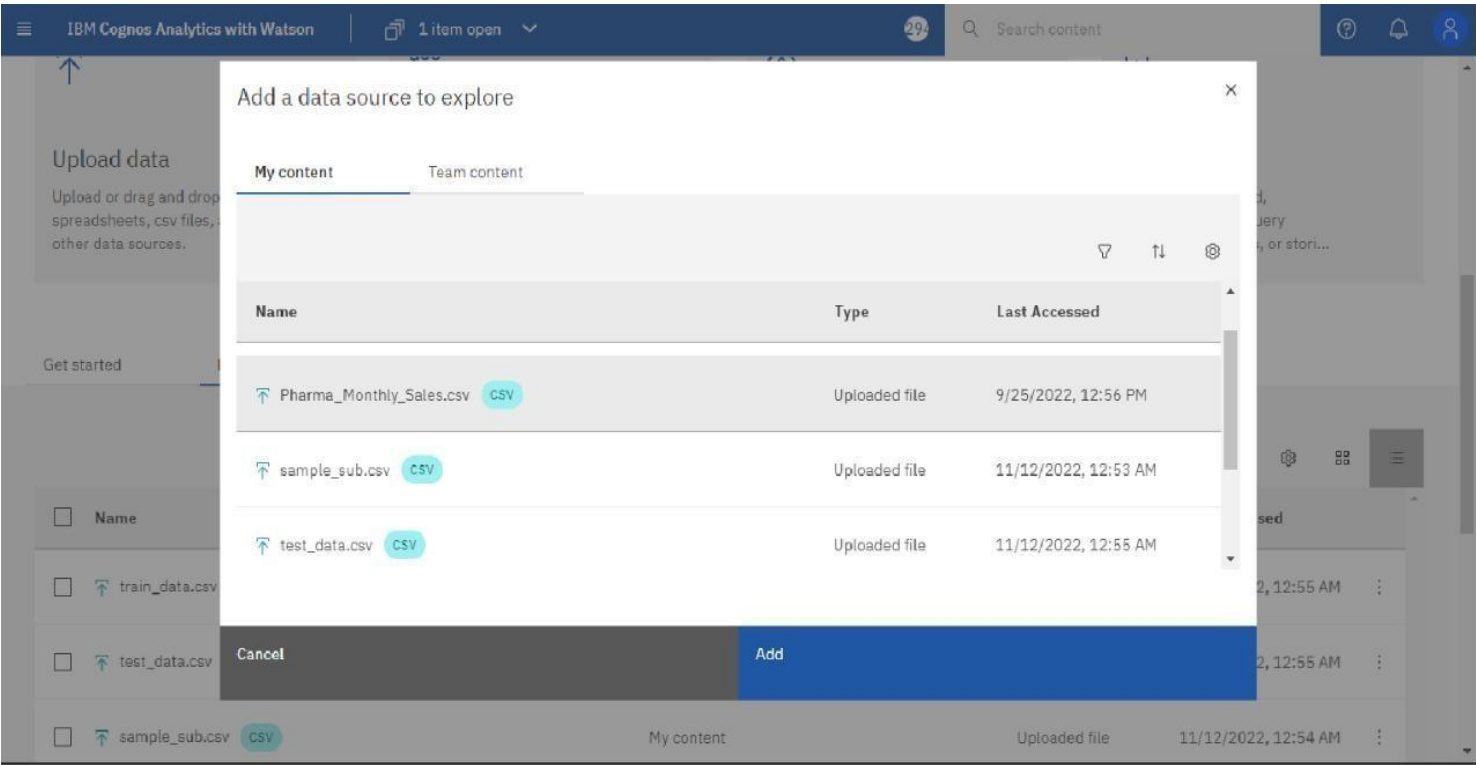 IBM Cognos Analytics with Watson
1 item open
294
Search content
Add a data source to explore
Upload data
Upload or drag and drop
spreadsheets, csv files,
other data sources.
My content
Team content
or stori...
Name
Type
Last Accessed
Get started
Pharma_Monthly_Sales.csv CSV
Uploaded file
9/25/2022, 12:56 PM
sample_sub.csv CSV
Uploaded file
11/12/2022, 12:53 AM
test_data.csv CSV
Uploaded file
11/12/2022, 12:55 AM
Name
sed
train_data.csv
2, 12:55 AM
test_data.csv
2, 12:55 AM
Cancel
Add
sample_sub.csv CSV
My content
Uploaded file
11/12/2022, 12:54 AM